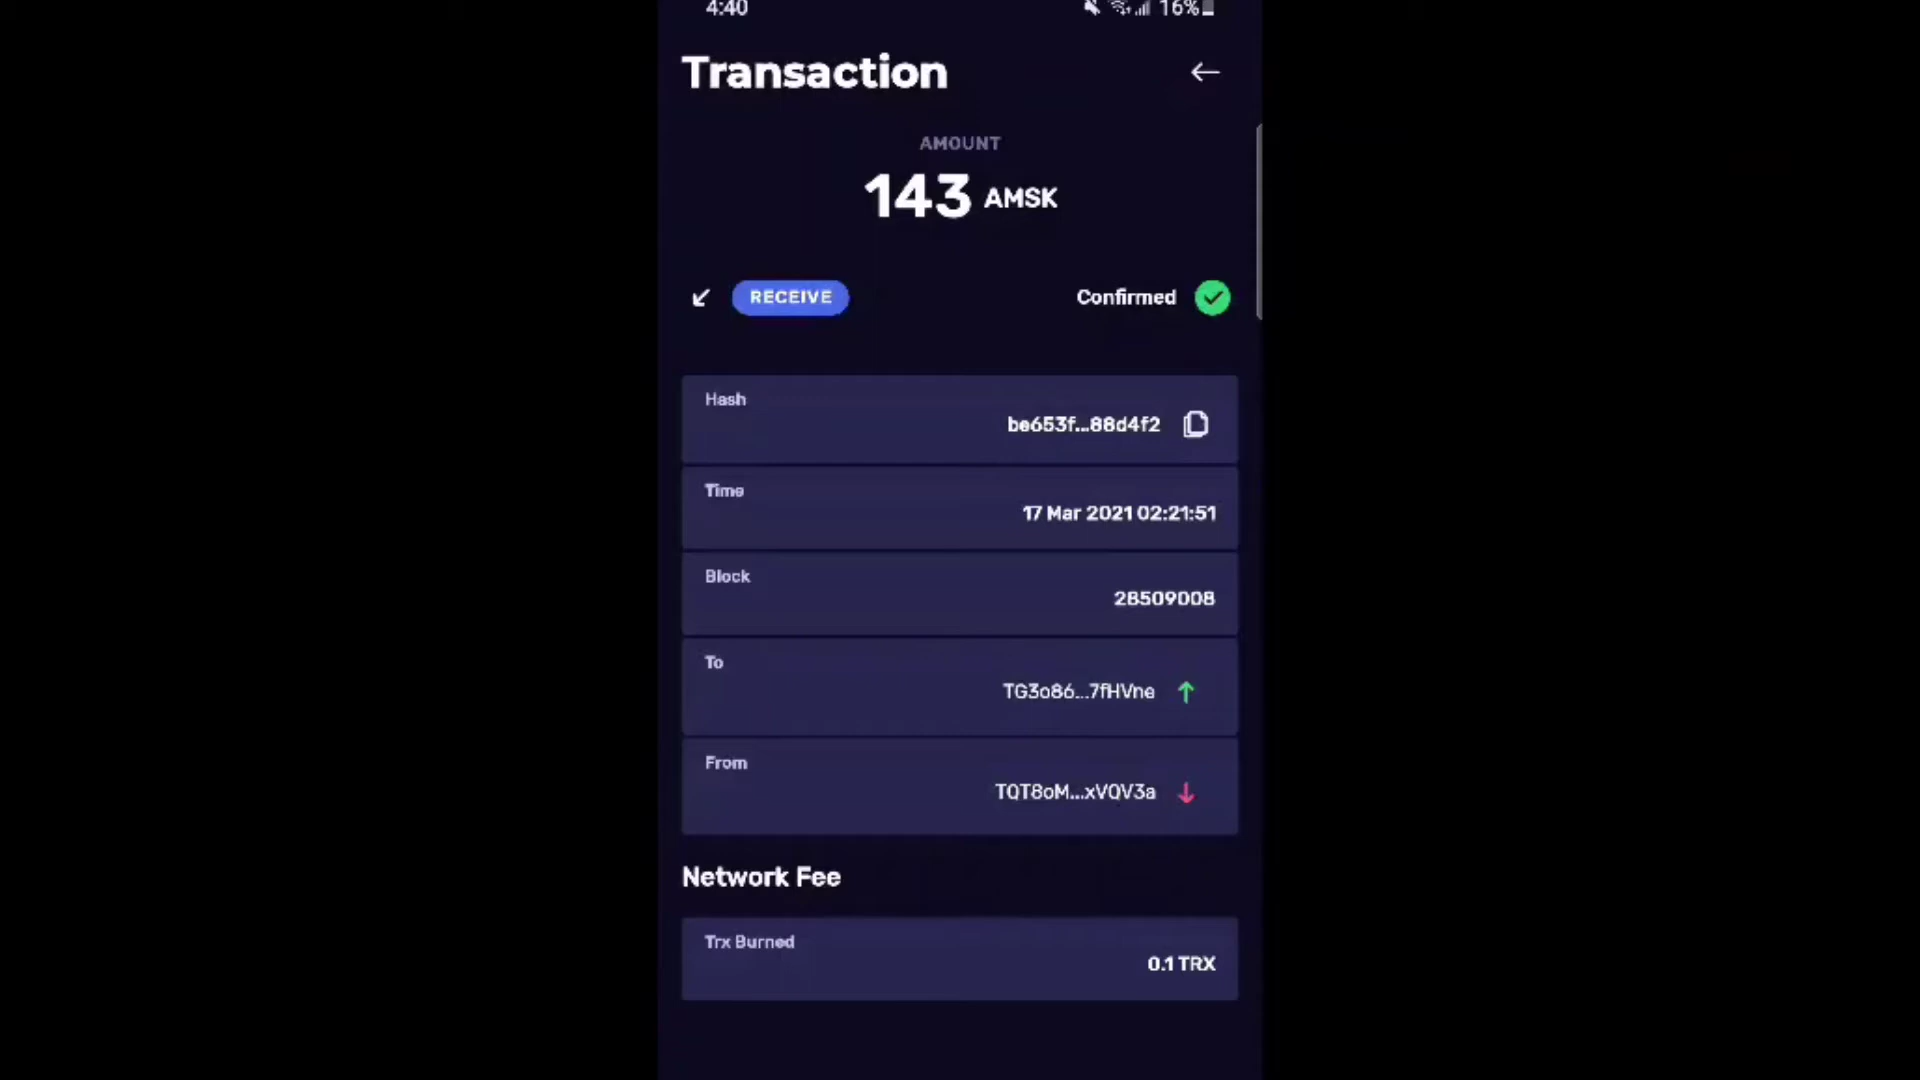 4:40 16%
Transaction
AMOUNT
143 AMSK
RECEIVE Confirmed
Hash
be653f...88d4f2
Time
17 Mar 2021 02:21:51
Block
28509008
To
TG3o86...7fHVne
From
TQT8oM...xVQV3a
Network Fee
Trx Burned
0.1 TRX